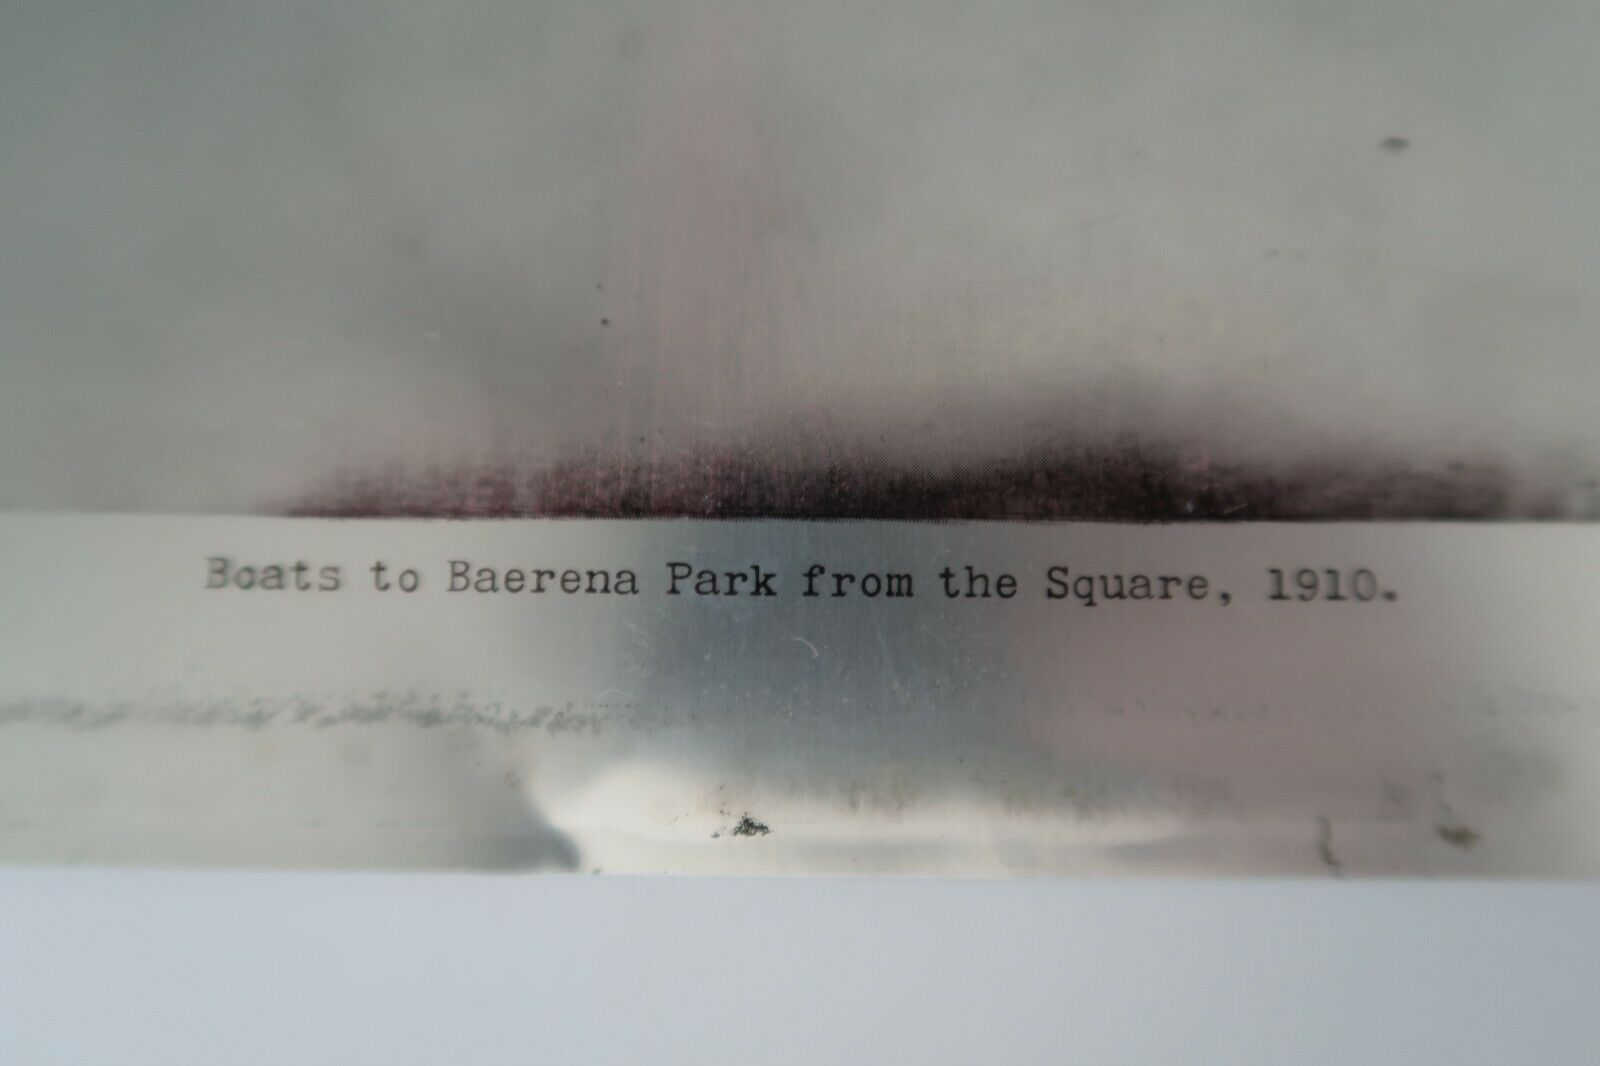 Boats to Baerena Park from the Square, 1910.